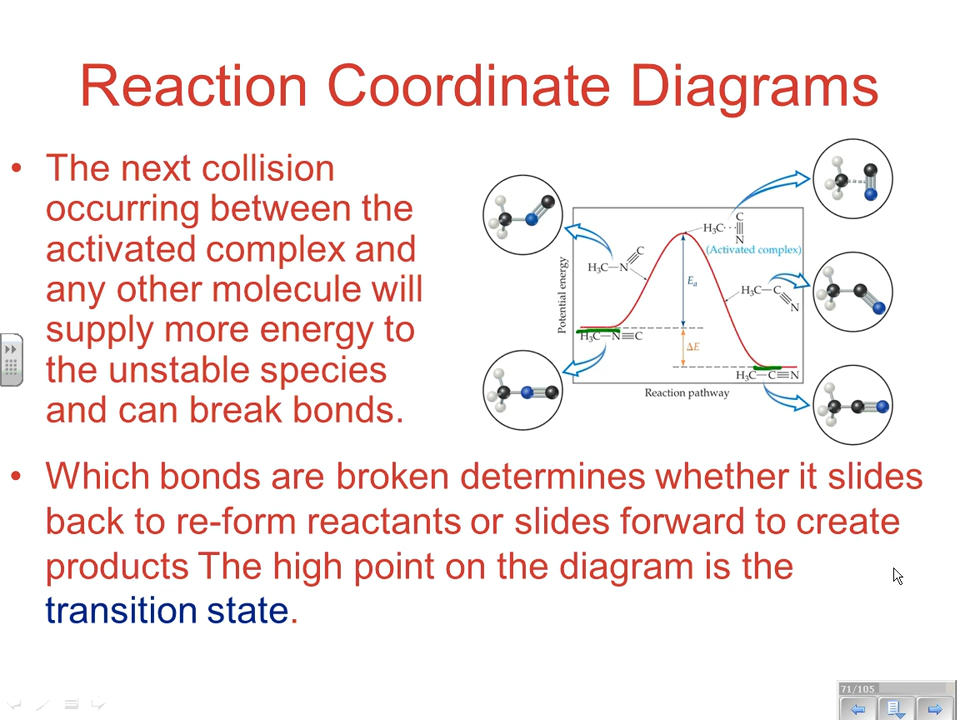 Reaction Coordinate Diagrams
• The next collision
occurring between the
activated complex and
any other molecule will
supply more energy to
the unstable species
and can break bonds.
C
H₃C···|||
N
(Activated complex)
C
H₃C—N
Eₐ
H₃C—C
N
Potential energy
H₃C—N≡C
ΔE
H₃C—C≡N
Reaction pathway
• Which bonds are broken determines whether it slides
back to re-form reactants or slides forward to create
products The high point on the diagram is the
transition state.
71/105